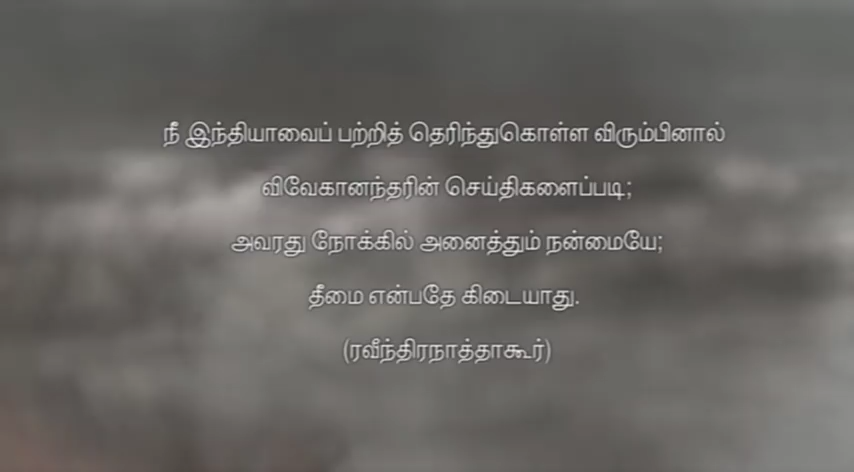 நீ இந்தியாவைப் பற்றித் தெரிந்துகொள்ள விரும்பினால்
விவேகானந்தரின் செய்திகளைப்படி;
அவரது நோக்கில் அனைத்தும் நன்மையே;
தீமை என்பதே கிடையாது.
(ரவீந்திரநாத்தாகூர்)